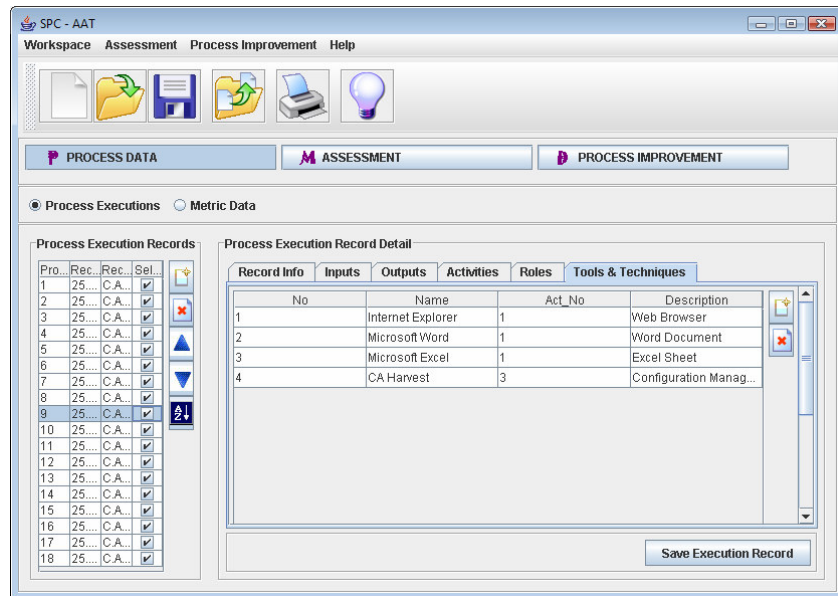 SPC - AAT
Workspace Assessment Process Improvement Help
P PROCESS DATA M ASSESSMENT PROCESS IMPROVEMENT
Process Executions Metric Data
Process Execution Records Process Execution Record Detail
Record Info Inputs Outputs Activities Roles Tools & Techniques
Pro... Rec... Rec... Sel...
No Name Act_No Description
1 Internet Explorer 1 Web Browser
2 Microsoft Word 1 Word Document
3 Microsoft Excel 1 Excel Sheet
4 CA Harvest 3 Configuration Manag...
1 25.... C.A...
2 25.... C.A...
3 25.... C.A...
4 25.... C.A...
5 25.... C.A...
6 25.... C.A...
7 25.... C.A...
8 25.... C.A...
9 25.... C.A...
10 25.... C.A...
11 25.... C.A...
12 25.... C.A...
13 25.... C.A...
14 25.... C.A...
15 25.... C.A...
16 25.... C.A...
17 25.... C.A...
18 25.... C.A...
A
Z
Save Execution Record